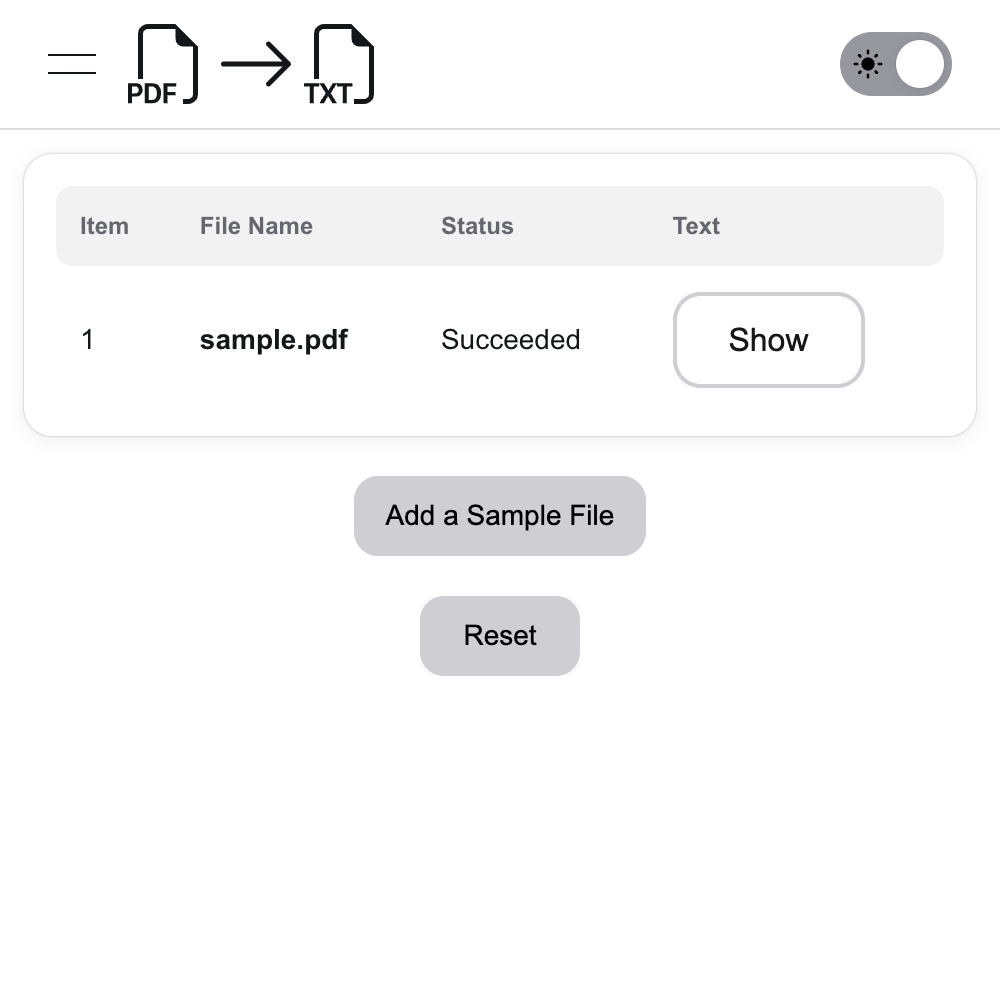 PDF TXT
Item File Name Status Text
1 sample.pdf Succeeded Show
Add a Sample File
Reset